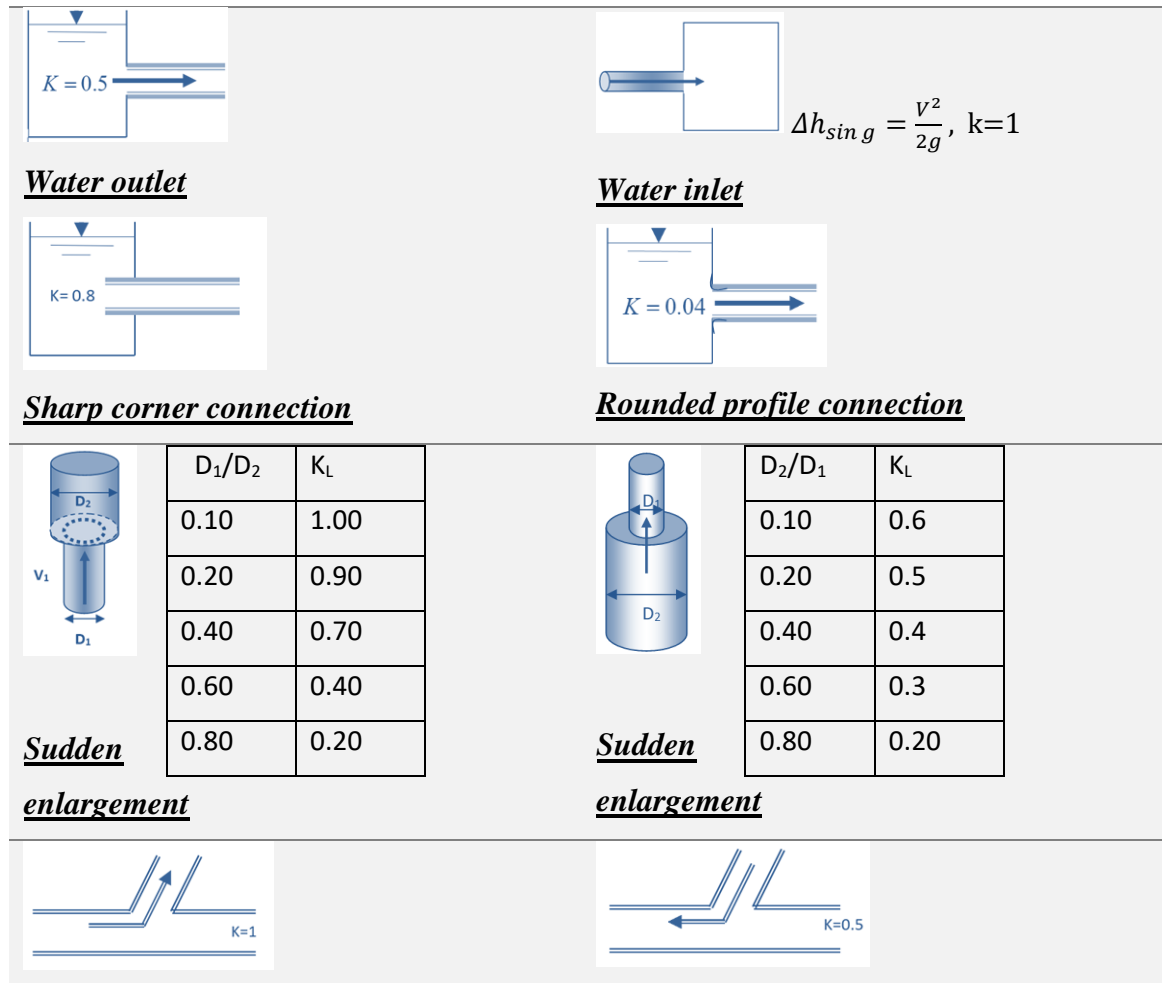 K = 0.5
Water outlet
Δh_{sin g} = V²/2g, k=1
Water inlet
K= 0.8
Sharp corner connection
K = 0.04
Rounded profile connection
D₂
V₁
D₁
Sudden
enlargement
D₁/D₂ K_L
0.10 1.00
0.20 0.90
0.40 0.70
0.60 0.40
0.80 0.20
D₁
D₂
Sudden
enlargement
D₂/D₁ K_L
0.10 0.6
0.20 0.5
0.40 0.4
0.60 0.3
0.80 0.20
K=1
K=0.5